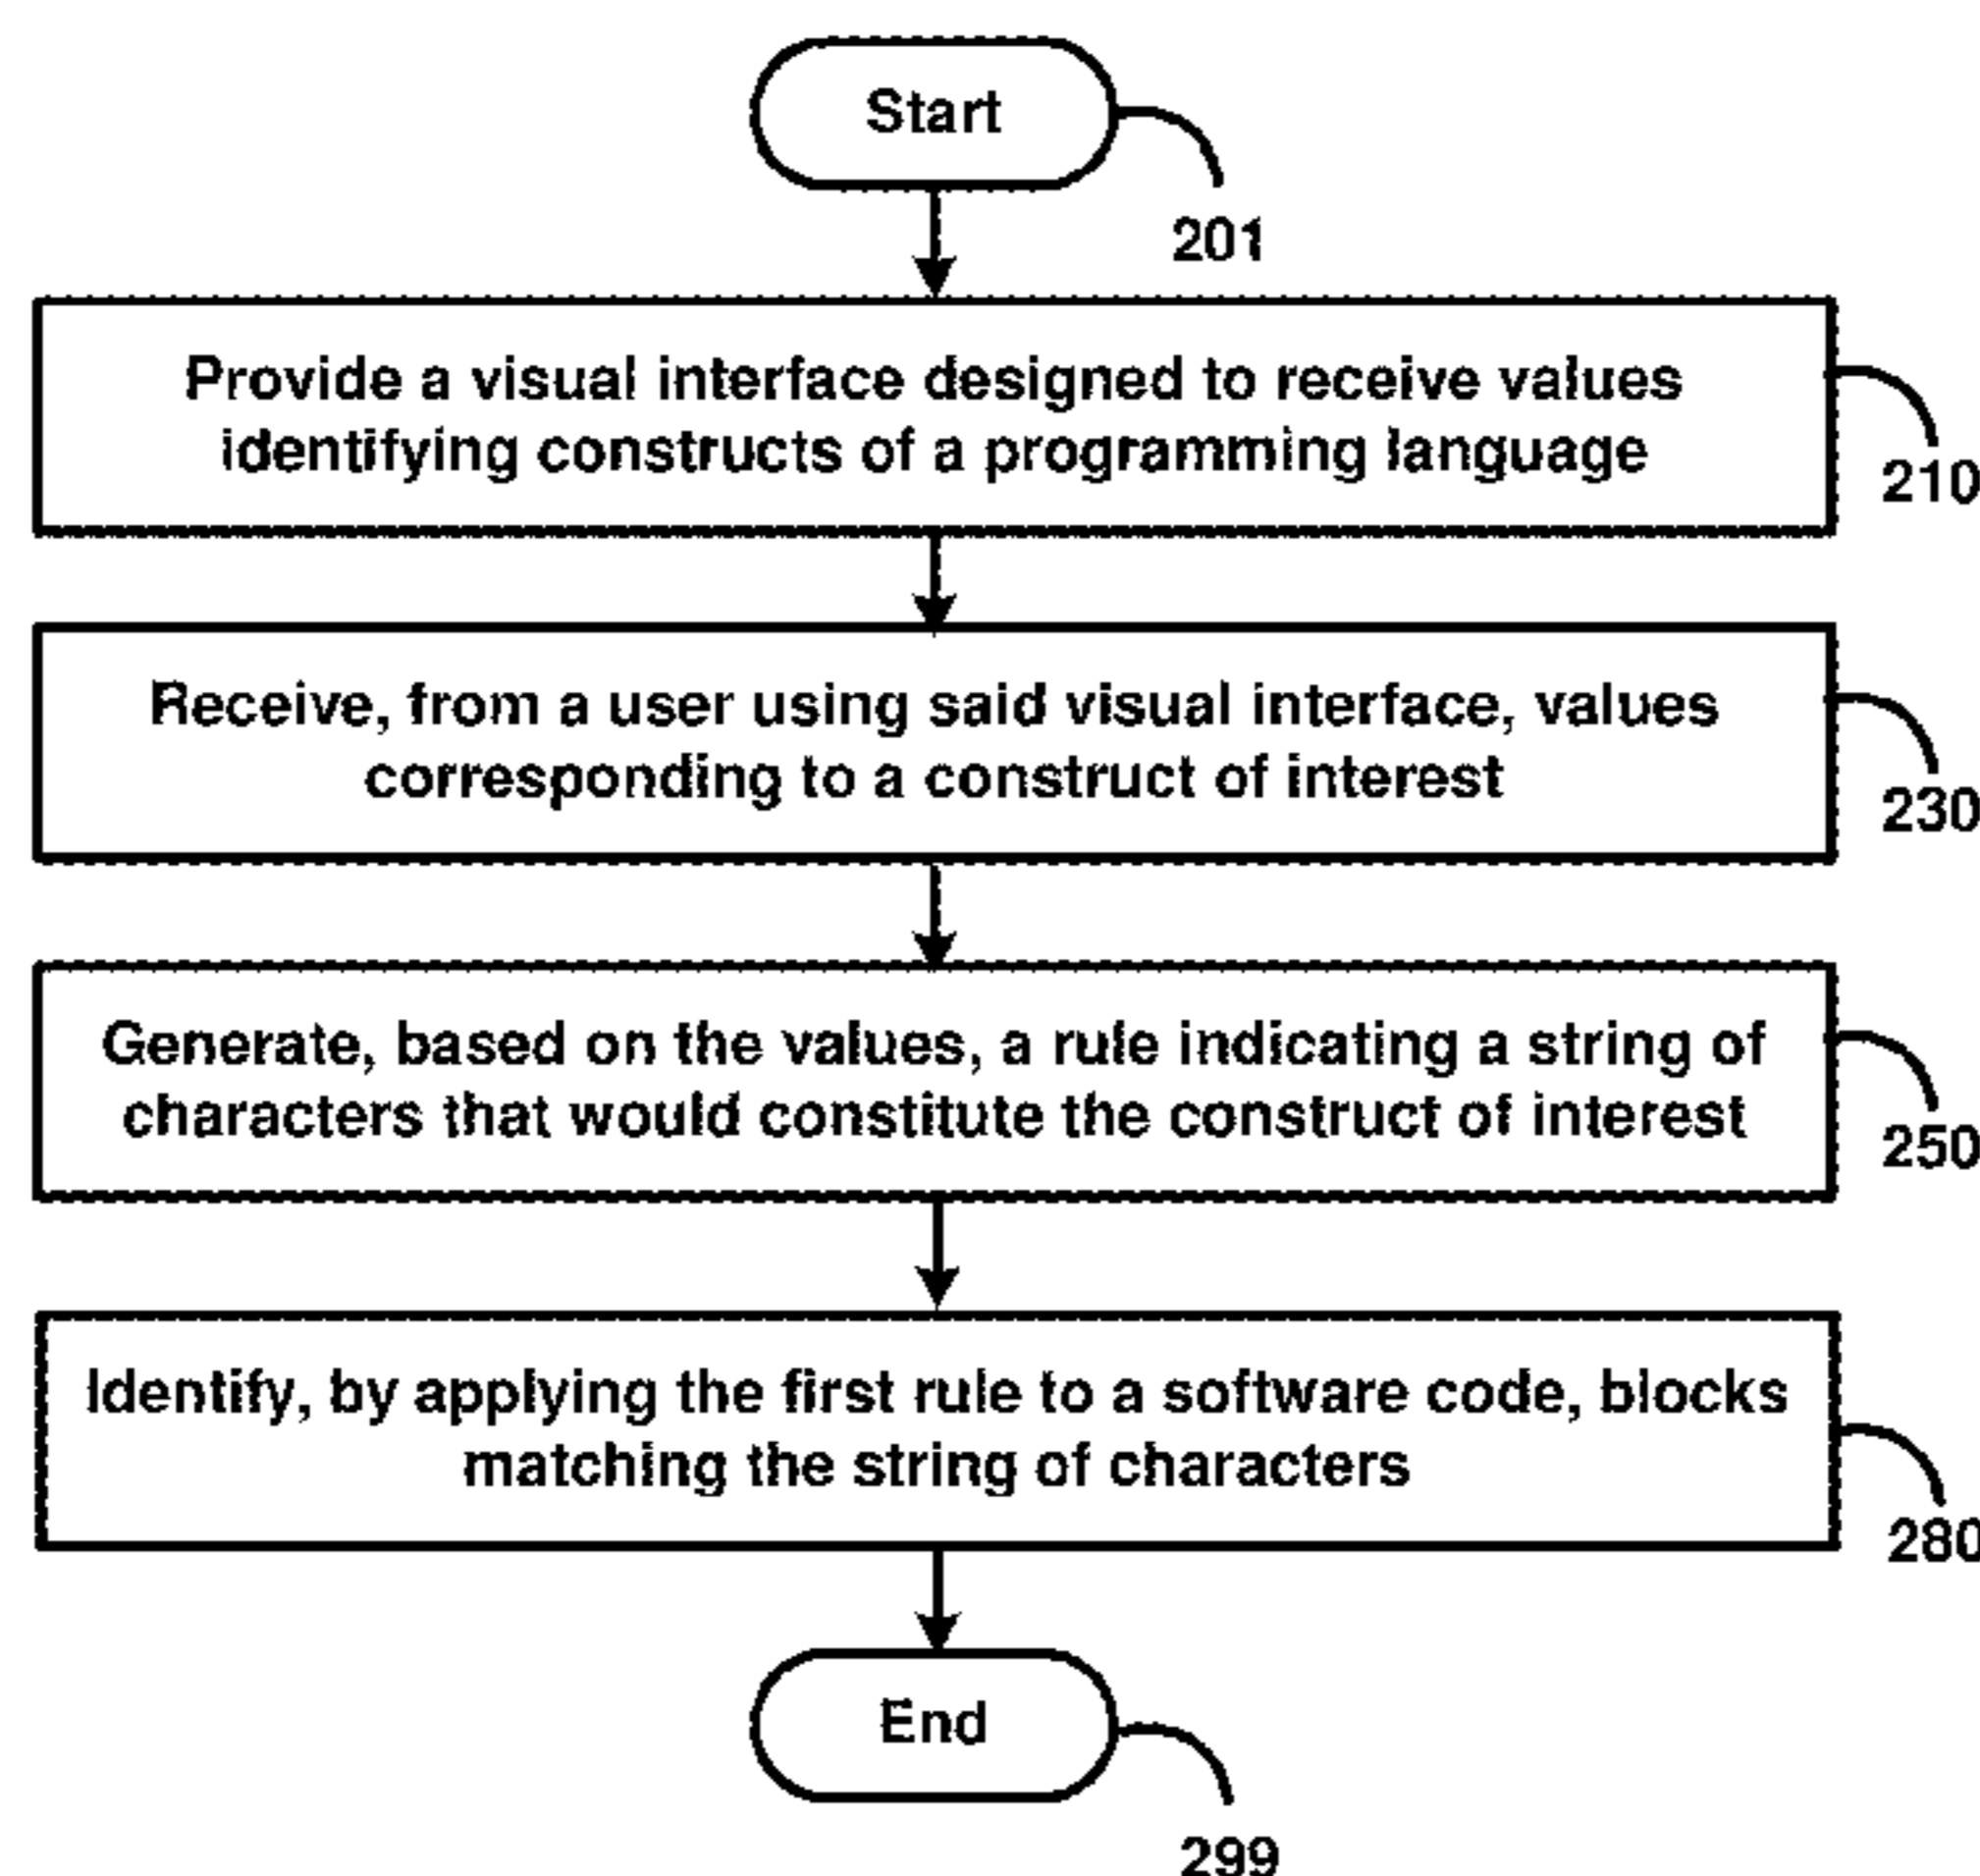 Start
201
Provide a visual interface designed to receive values
identifying constructs of a programming language
210
Receive, from a user using said visual interface, values
corresponding to a construct of interest
230
Generate, based on the values, a rule indicating a string of
characters that would constitute the construct of interest
250
Identify, by applying the first rule to a software code, blocks
matching the string of characters
280
End
299